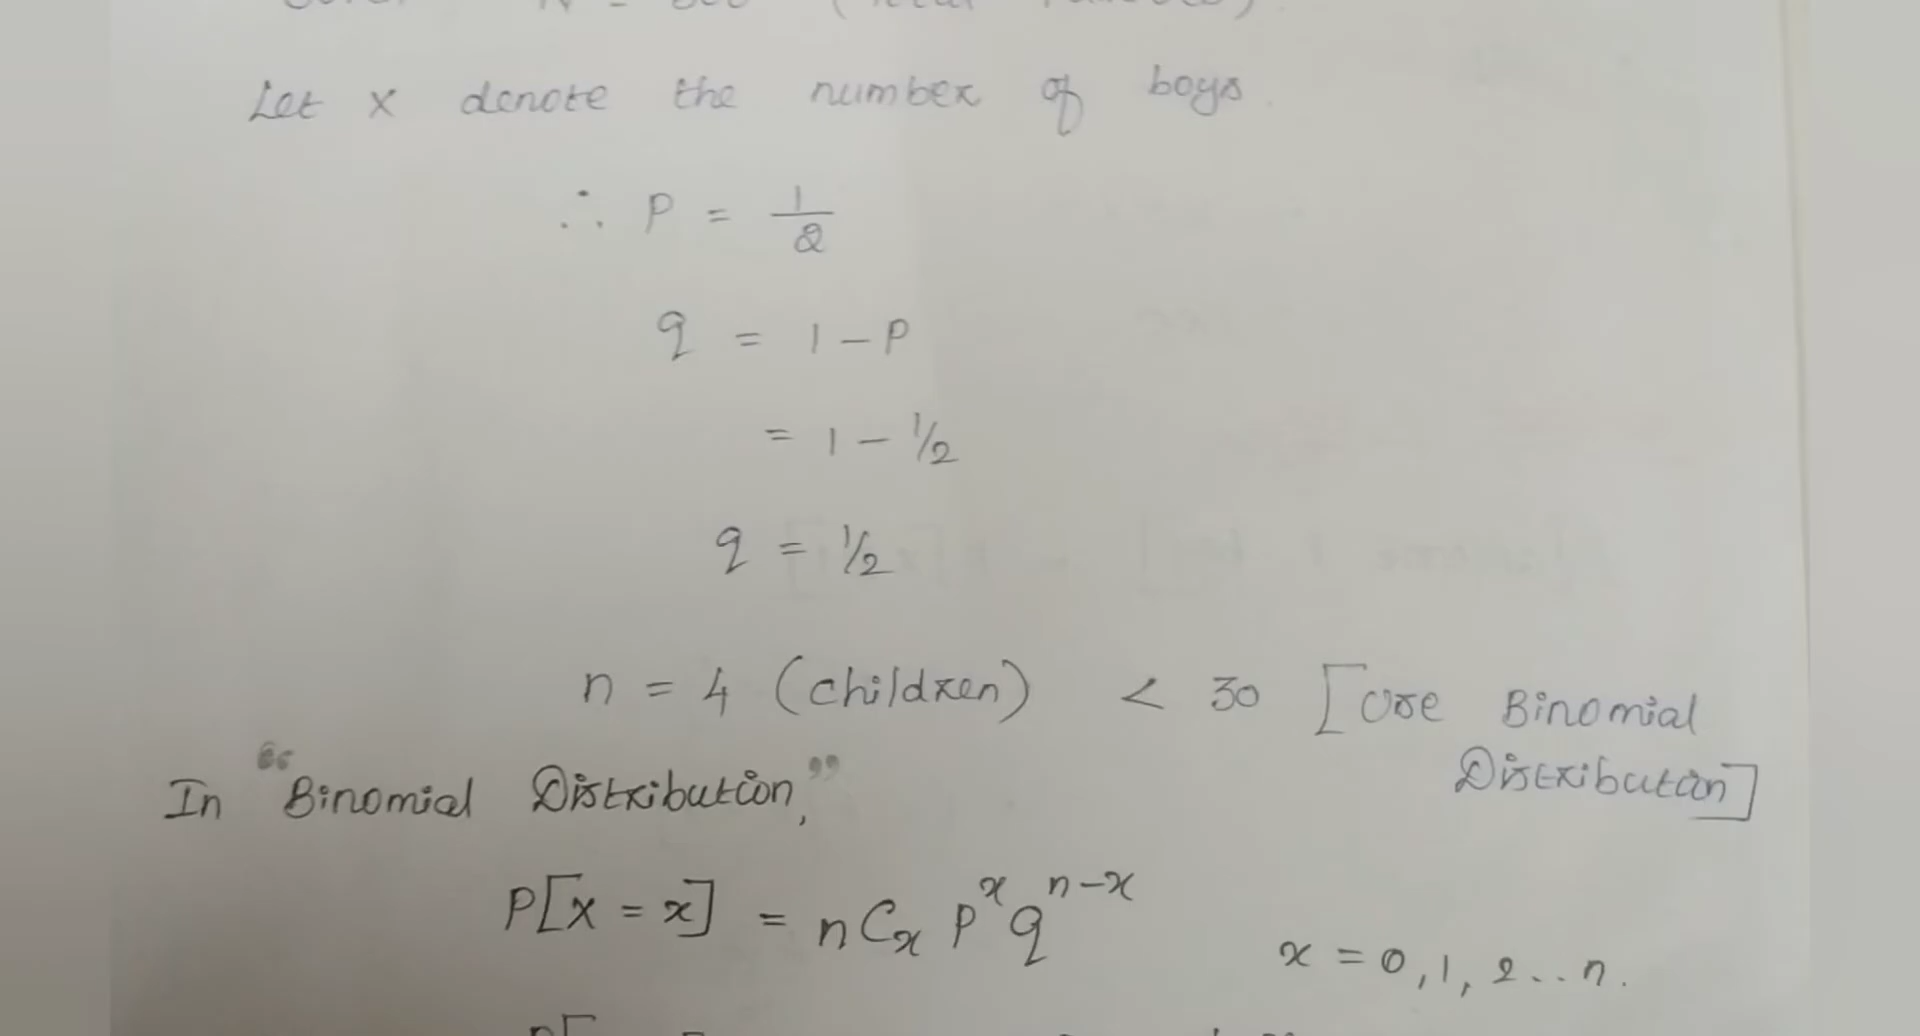 Let X denote the number of boys.
∴ P = 1/2
q = 1 - P
= 1 - 1/2
q = 1/2
n = 4 (children) < 30 [Use Binomial
Distribution]
In "Binomial Distribution,"
P[X = x] = nCx p^x q^n-x
x = 0, 1, 2 .. n.